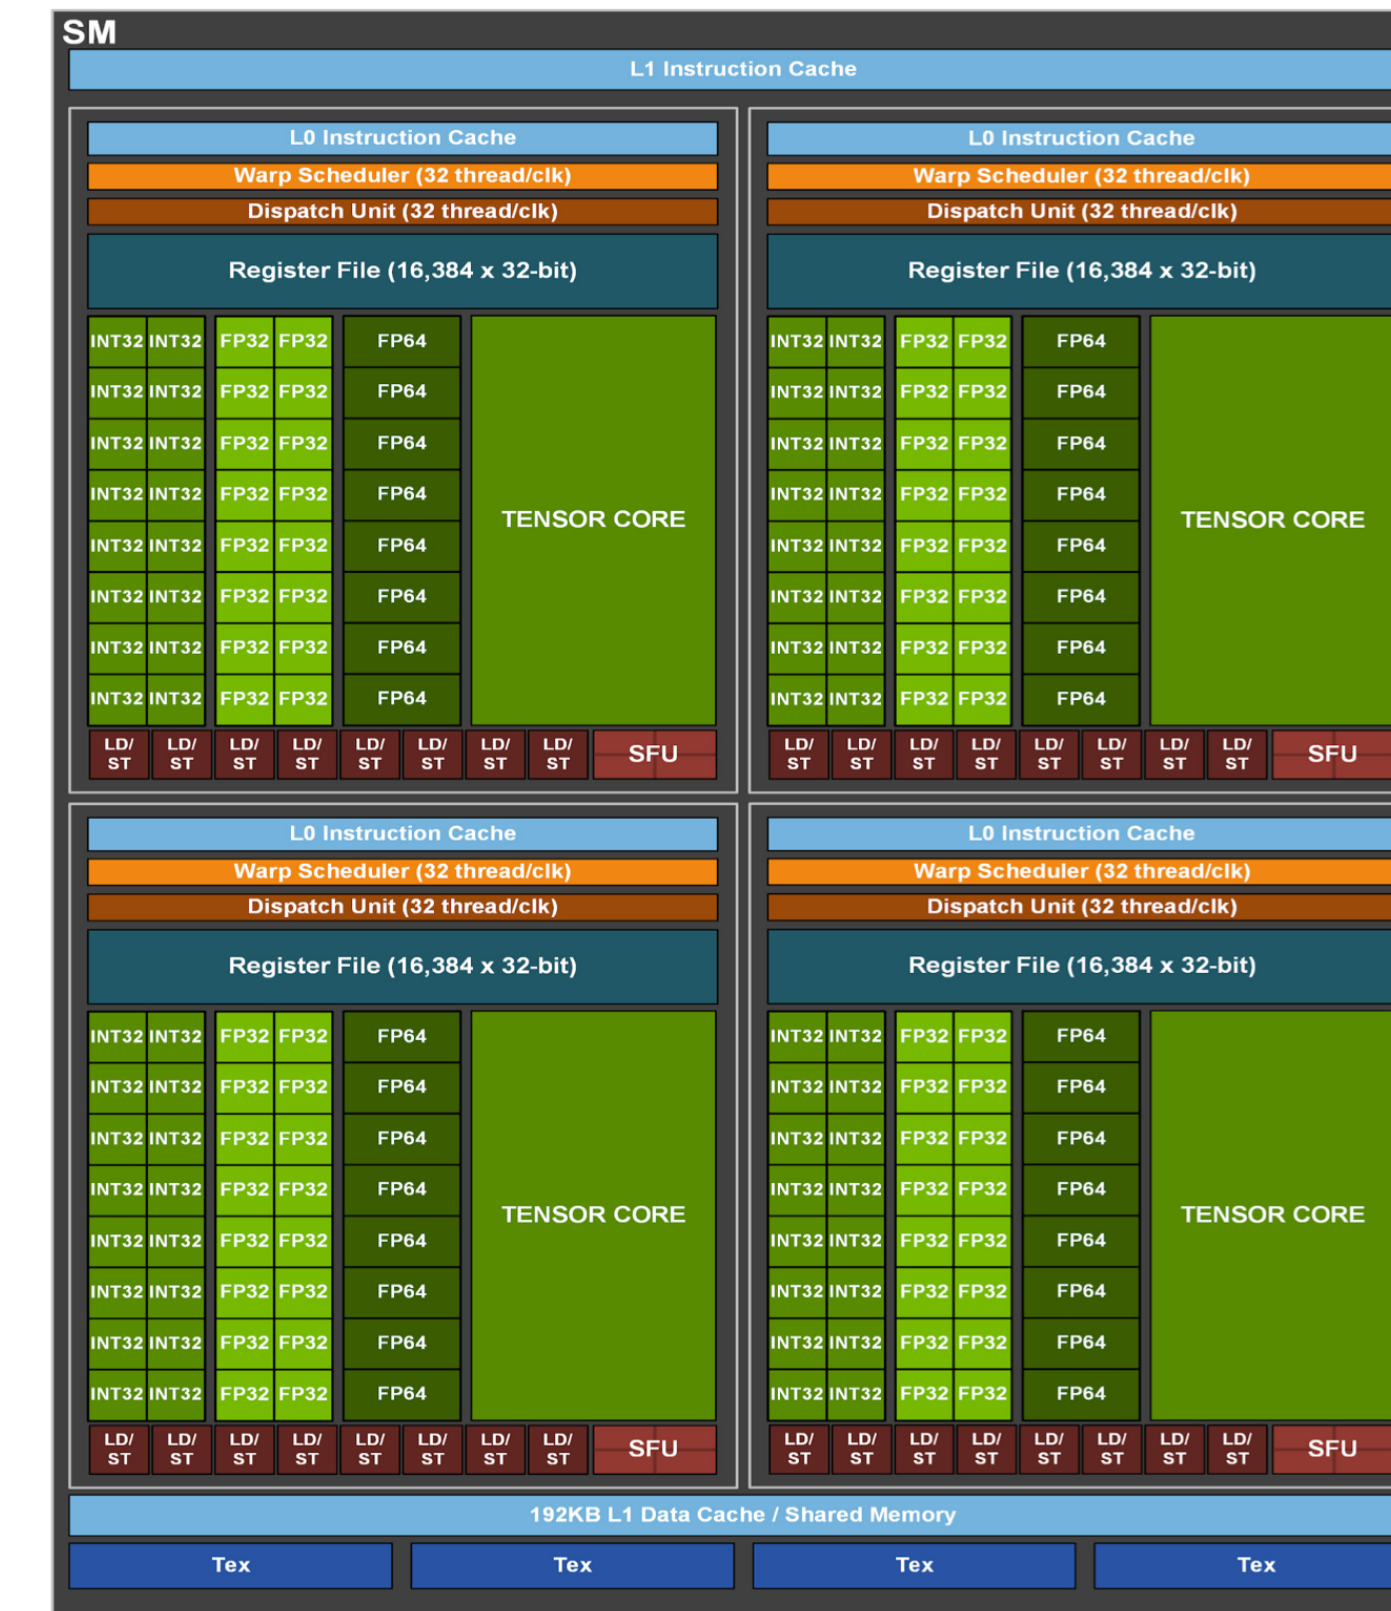 SM
L1 Instruction Cache
L0 Instruction Cache L0 Instruction Cache
Warp Scheduler (32 thread/clk) Warp Scheduler (32 thread/clk)
Dispatch Unit (32 thread/clk) Dispatch Unit (32 thread/clk)
Register File (16,384 x 32-bit) Register File (16,384 x 32-bit)
INT32 INT32 FP32 FP32 FP64 INT32 INT32 FP32 FP32 FP64
INT32 INT32 FP32 FP32 FP64 INT32 INT32 FP32 FP32 FP64
INT32 INT32 FP32 FP32 FP64 INT32 INT32 FP32 FP32 FP64
INT32 INT32 FP32 FP32 FP64 INT32 INT32 FP32 FP32 FP64
TENSOR CORE TENSOR CORE
INT32 INT32 FP32 FP32 FP64 INT32 INT32 FP32 FP32 FP64
INT32 INT32 FP32 FP32 FP64 INT32 INT32 FP32 FP32 FP64
INT32 INT32 FP32 FP32 FP64 INT32 INT32 FP32 FP32 FP64
INT32 INT32 FP32 FP32 FP64 INT32 INT32 FP32 FP32 FP64
LD/ LD/ LD/ LD/ LD/ LD/ LD/ LD/ SFU LD/ LD/ LD/ LD/ LD/ LD/ LD/ LD/ SFU
ST ST ST ST ST ST ST ST ST ST ST ST ST ST ST ST
L0 Instruction Cache L0 Instruction Cache
Warp Scheduler (32 thread/clk) Warp Scheduler (32 thread/clk)
Dispatch Unit (32 thread/clk) Dispatch Unit (32 thread/clk)
Register File (16,384 x 32-bit) Register File (16,384 x 32-bit)
INT32 INT32 FP32 FP32 FP64 INT32 INT32 FP32 FP32 FP64
INT32 INT32 FP32 FP32 FP64 INT32 INT32 FP32 FP32 FP64
INT32 INT32 FP32 FP32 FP64 INT32 INT32 FP32 FP32 FP64
INT32 INT32 FP32 FP32 FP64 INT32 INT32 FP32 FP32 FP64
TENSOR CORE TENSOR CORE
INT32 INT32 FP32 FP32 FP64 INT32 INT32 FP32 FP32 FP64
INT32 INT32 FP32 FP32 FP64 INT32 INT32 FP32 FP32 FP64
INT32 INT32 FP32 FP32 FP64 INT32 INT32 FP32 FP32 FP64
INT32 INT32 FP32 FP32 FP64 INT32 INT32 FP32 FP32 FP64
LD/ LD/ LD/ LD/ LD/ LD/ LD/ LD/ SFU LD/ LD/ LD/ LD/ LD/ LD/ LD/ LD/ SFU
ST ST ST ST ST ST ST ST ST ST ST ST ST ST ST ST
192KB L1 Data Cache / Shared Memory
Tex Tex Tex Tex